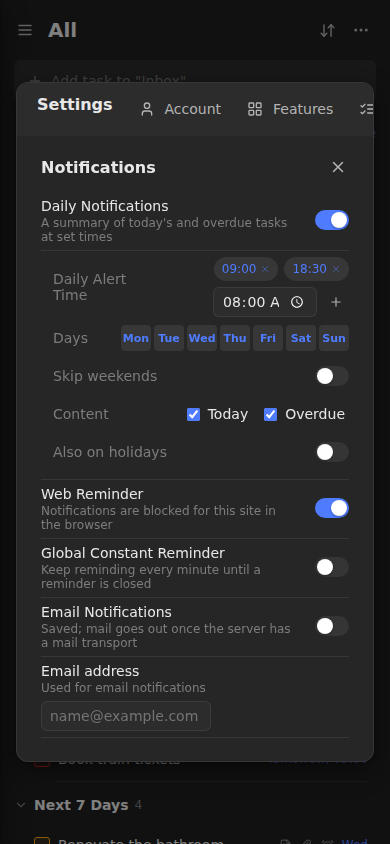 All
+ Add task to "Inbox"
Settings
Account
Features
Notifications
Daily Notifications
A summary of today's and overdue tasks
at set times
Daily Alert
Time
09:00 ×
18:30 ×
08:00 A
+
Days
Mon Tue Wed Thu Fri Sat Sun
Skip weekends
Content
Today
Overdue
Also on holidays
Web Reminder
Notifications are blocked for this site in
the browser
Global Constant Reminder
Keep reminding every minute until a
reminder is closed
Email Notifications
Saved; mail goes out once the server has
a mail transport
Email address
Used for email notifications
name@example.com
Book train tickets
Next 7 Days 4
Renovate the bathroom
Wed